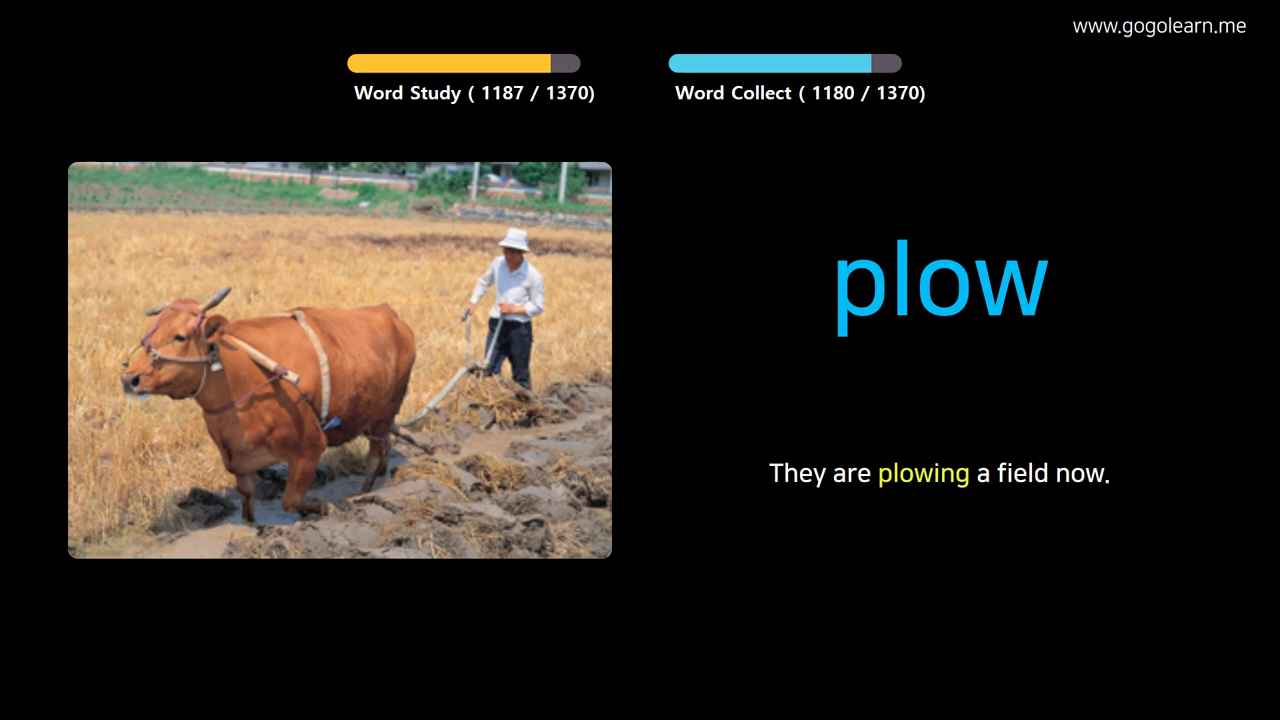 www.gogolearn.me
Word Study ( 1187 / 1370)
Word Collect ( 1180 / 1370)
plow
They are plowing a field now.